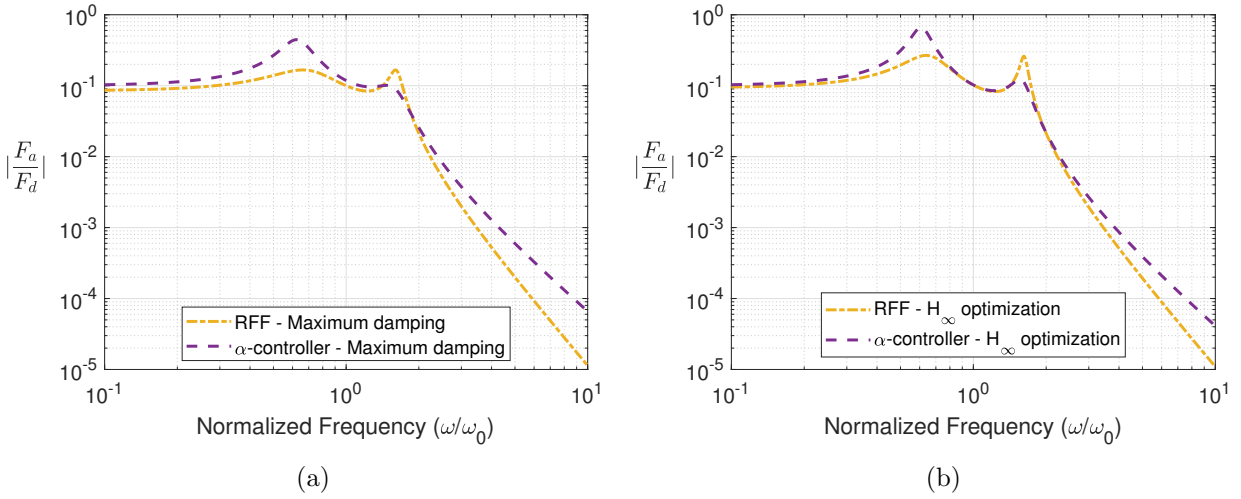 10^0
10^-1
10^-2
10^-3
10^-4
10^-5
|F_a/F_d|
RFF - Maximum damping
α-controller - Maximum damping
10^-1 10^0 10^1
Normalized Frequency (ω/ω_0)
(a)
10^0
10^-1
10^-2
10^-3
10^-4
10^-5
|F_a/F_d|
RFF - H_∞ optimization
α-controller - H_∞ optimization
10^-1 10^0 10^1
Normalized Frequency (ω/ω_0)
(b)